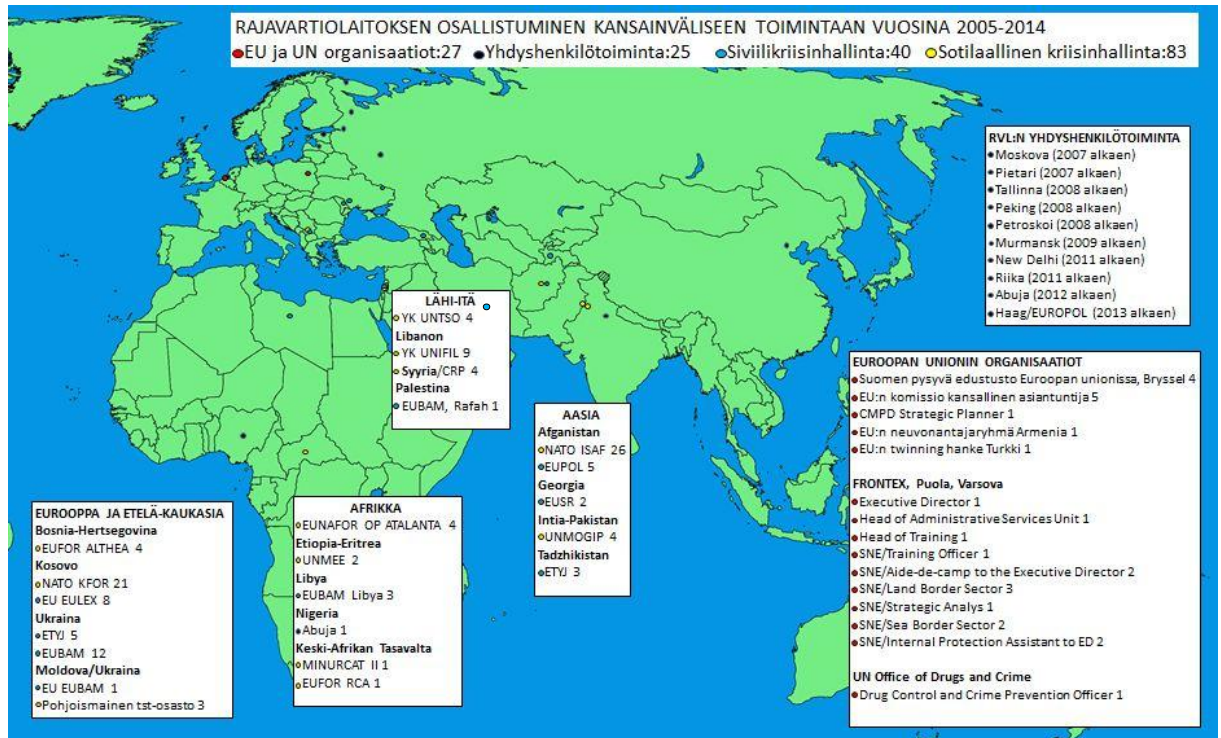 RAJAVARTIOLAITOKSEN OSALLISTUMINEN KANSAINVÄLISEEN TOIMINTAAN VUOSINA 2005-2014
EU ja UN organisaatiot:27 Yhdyshenkilötoiminta:25 Siviilikriisinhallinta:40 Sotilaallinen kriisinhallinta:83
RVL:N YHDYSHENKILÖTOIMINTA
Moskova (2007 alkaen)
Pietari (2007 alkaen)
Tallinna (2008 alkaen)
Peking (2008 alkaen)
Petroskoi (2008 alkaen)
Murmansk (2009 alkaen)
New Delhi (2011 alkaen)
Riika (2011 alkaen)
Abuja (2012 alkaen)
Haag/EUROPOL (2013 alkaen)
LÄHI-ITÄ
YK UNTSO 4
Libanon
YK UNIFIL 9
Syyria/CRP 4
Palestina
EUBAM, Rafah 1
AASIA
Afganistan
NATO ISAF 26
EUPOL 5
Georgia
EUSR 2
Intia-Pakistan
UNMOGIP 4
Tadzhikistan
ETYJ 3
EUROOPAN UNIONIN ORGANISAATIOT
Suomen pysyvä edustusto Euroopan unionissa, Bryssel 4
EU:n komissio kansallinen asiantuntija 5
CMPD Strategic Planner 1
EU:n neuvonantajaryhmä Armenia 1
EU:n twinning hanke Turkki 1
FRONTEX, Puola, Varsova
Executive Director 1
Head of Administrative Services Unit 1
Head of Training 1
SNE/Training Officer 1
SNE/Aide-de-camp to the Executive Director 2
SNE/Land Border Sector 3
SNE/Strategic Analys 1
SNE/Sea Border Sector 2
SNE/Internal Protection Assistant to ED 2
UN Office of Drugs and Crime
Drug Control and Crime Prevention Officer 1
EUROOPPA JA ETELÄ-KAUKASIA
Bosnia-Hertsegovina
EUFOR ALTHEA 4
Kosovo
NATO KFOR 21
EU EULEX 8
Ukraina
ETYJ 5
EUBAM 12
Moldova/Ukraina
EU EUBAM 1
Pohjoismainen tst-osasto 3
AFRIKKA
EUNAFOR OP ATALANTA 4
Etiopia-Eritrea
UNMEE 2
Libya
EUBAM Libya 3
Nigeria
Abuja 1
Keski-Afrikan Tasavalta
MINURCAT II 1
EUFOR RCA 1